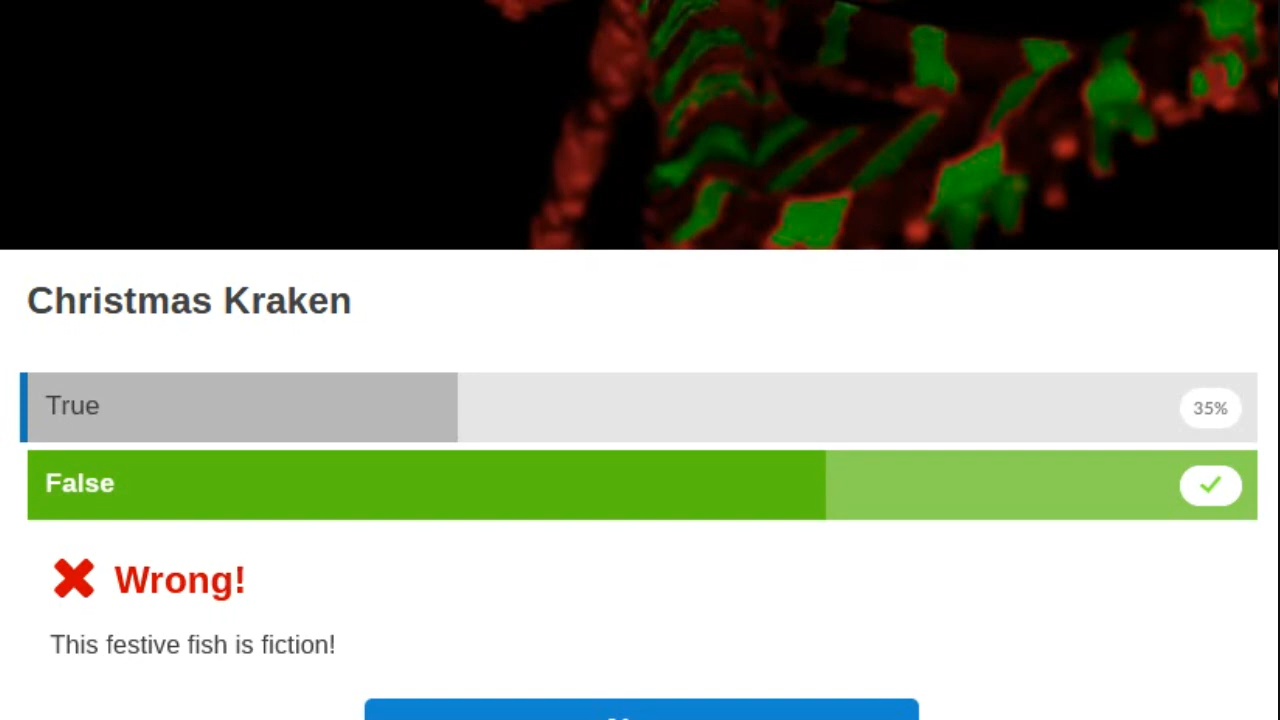 Christmas Kraken
True
35%
False
Wrong!
This festive fish is fiction!